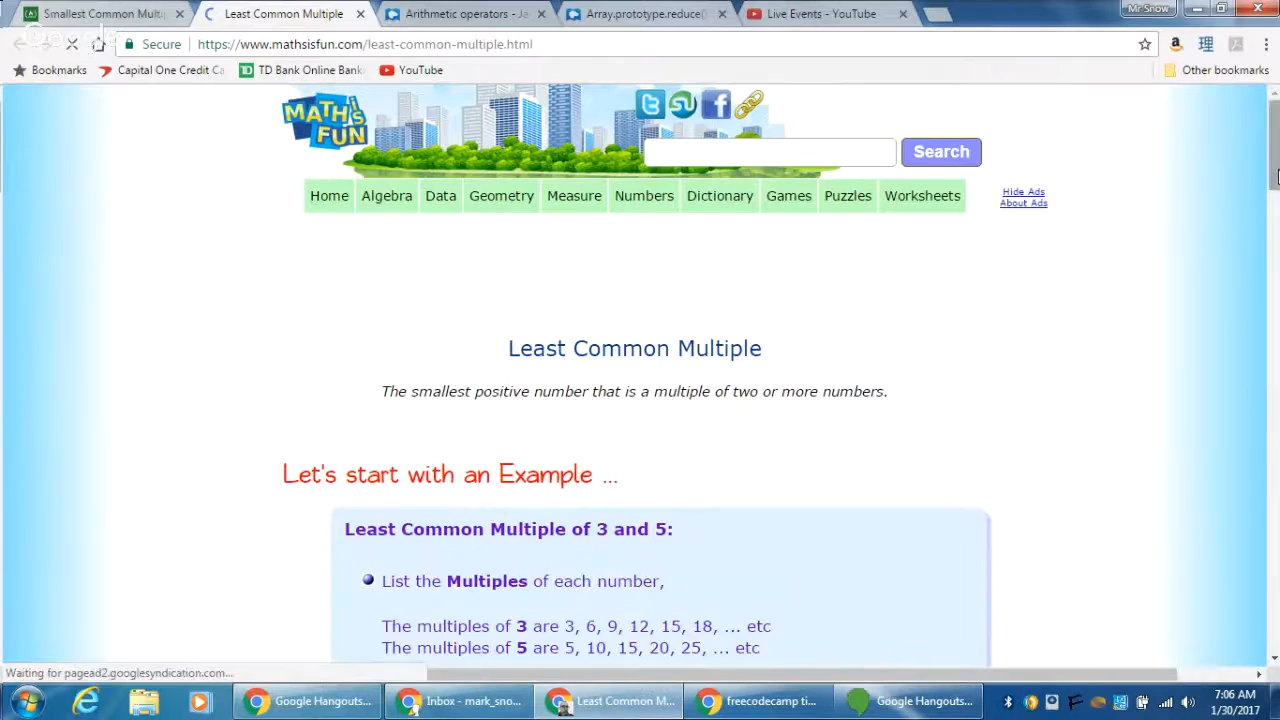 Smallest Common Multi
Least Common Multiple
Arithmetic operators - Ja
Array.prototype.reduce(
Live Events - YouTube
Mr Snow
Secure
https://www.mathsisfun.com/least-common-multiple.html
Bookmarks
Capital One Credit Ca
TD Bank Online Bank
YouTube
Other bookmarks
MATH IS FUN
Search
Home
Algebra
Data
Geometry
Measure
Numbers
Dictionary
Games
Puzzles
Worksheets
Hide Ads
About Ads
Least Common Multiple
The smallest positive number that is a multiple of two or more numbers.
Let's start with an Example ...
Least Common Multiple of 3 and 5:
List the Multiples of each number,
The multiples of 3 are 3, 6, 9, 12, 15, 18, ... etc
The multiples of 5 are 5, 10, 15, 20, 25, ... etc
Waiting for pagead2.googlesyndication.com...
Google Hangouts...
Inbox - mark_sno...
Least Common M...
freecodecamp ti...
Google Hangouts...
7:06 AM
1/30/2017